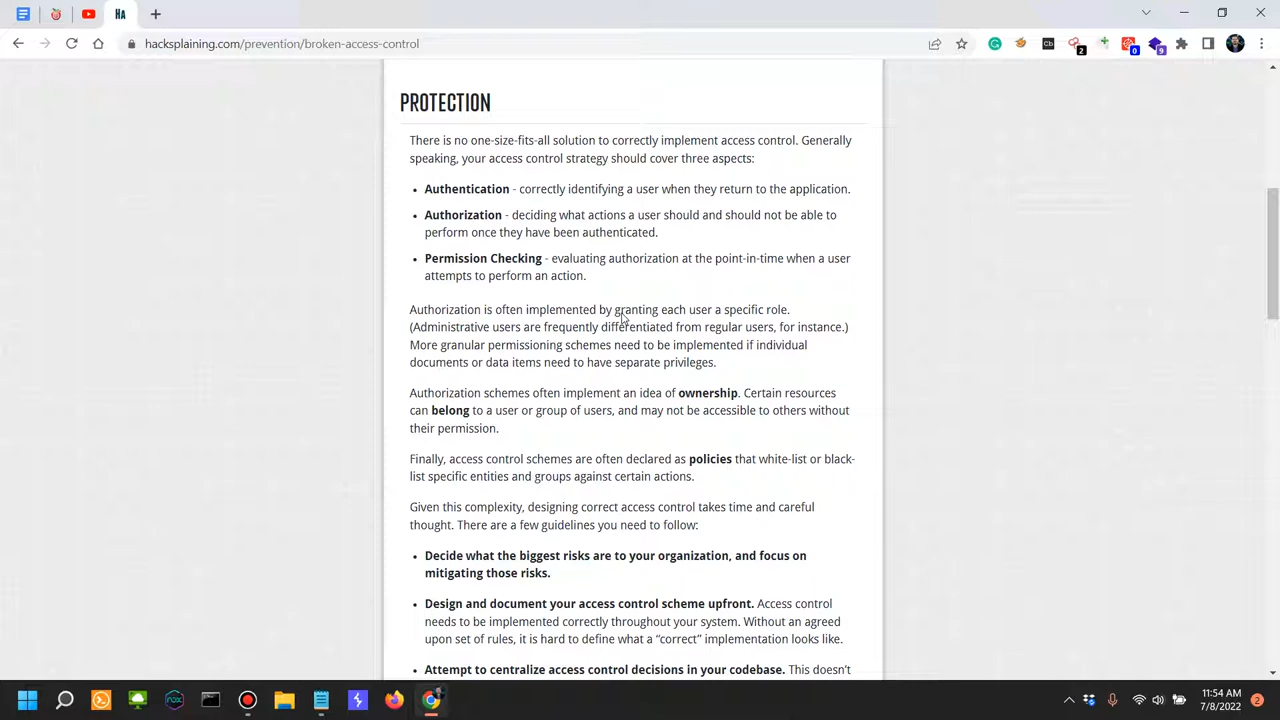 HA
hacksplaining.com/prevention/broken-access-control
Cb
2
0
9
PROTECTION
There is no one-size-fits-all solution to correctly implement access control. Generally
speaking, your access control strategy should cover three aspects:
• Authentication - correctly identifying a user when they return to the application.
• Authorization - deciding what actions a user should and should not be able to
perform once they have been authenticated.
• Permission Checking - evaluating authorization at the point-in-time when a user
attempts to perform an action.
Authorization is often implemented by granting each user a specific role.
(Administrative users are frequently differentiated from regular users, for instance.)
More granular permissioning schemes need to be implemented if individual
documents or data items need to have separate privileges.
Authorization schemes often implement an idea of ownership. Certain resources
can belong to a user or group of users, and may not be accessible to others without
their permission.
Finally, access control schemes are often declared as policies that white-list or black-
list specific entities and groups against certain actions.
Given this complexity, designing correct access control takes time and careful
thought. There are a few guidelines you need to follow:
• Decide what the biggest risks are to your organization, and focus on
mitigating those risks.
• Design and document your access control scheme upfront. Access control
needs to be implemented correctly throughout your system. Without an agreed
upon set of rules, it is hard to define what a “correct” implementation looks like.
• Attempt to centralize access control decisions in your codebase. This doesn’t
nox
11:54 AM
7/8/2022
2